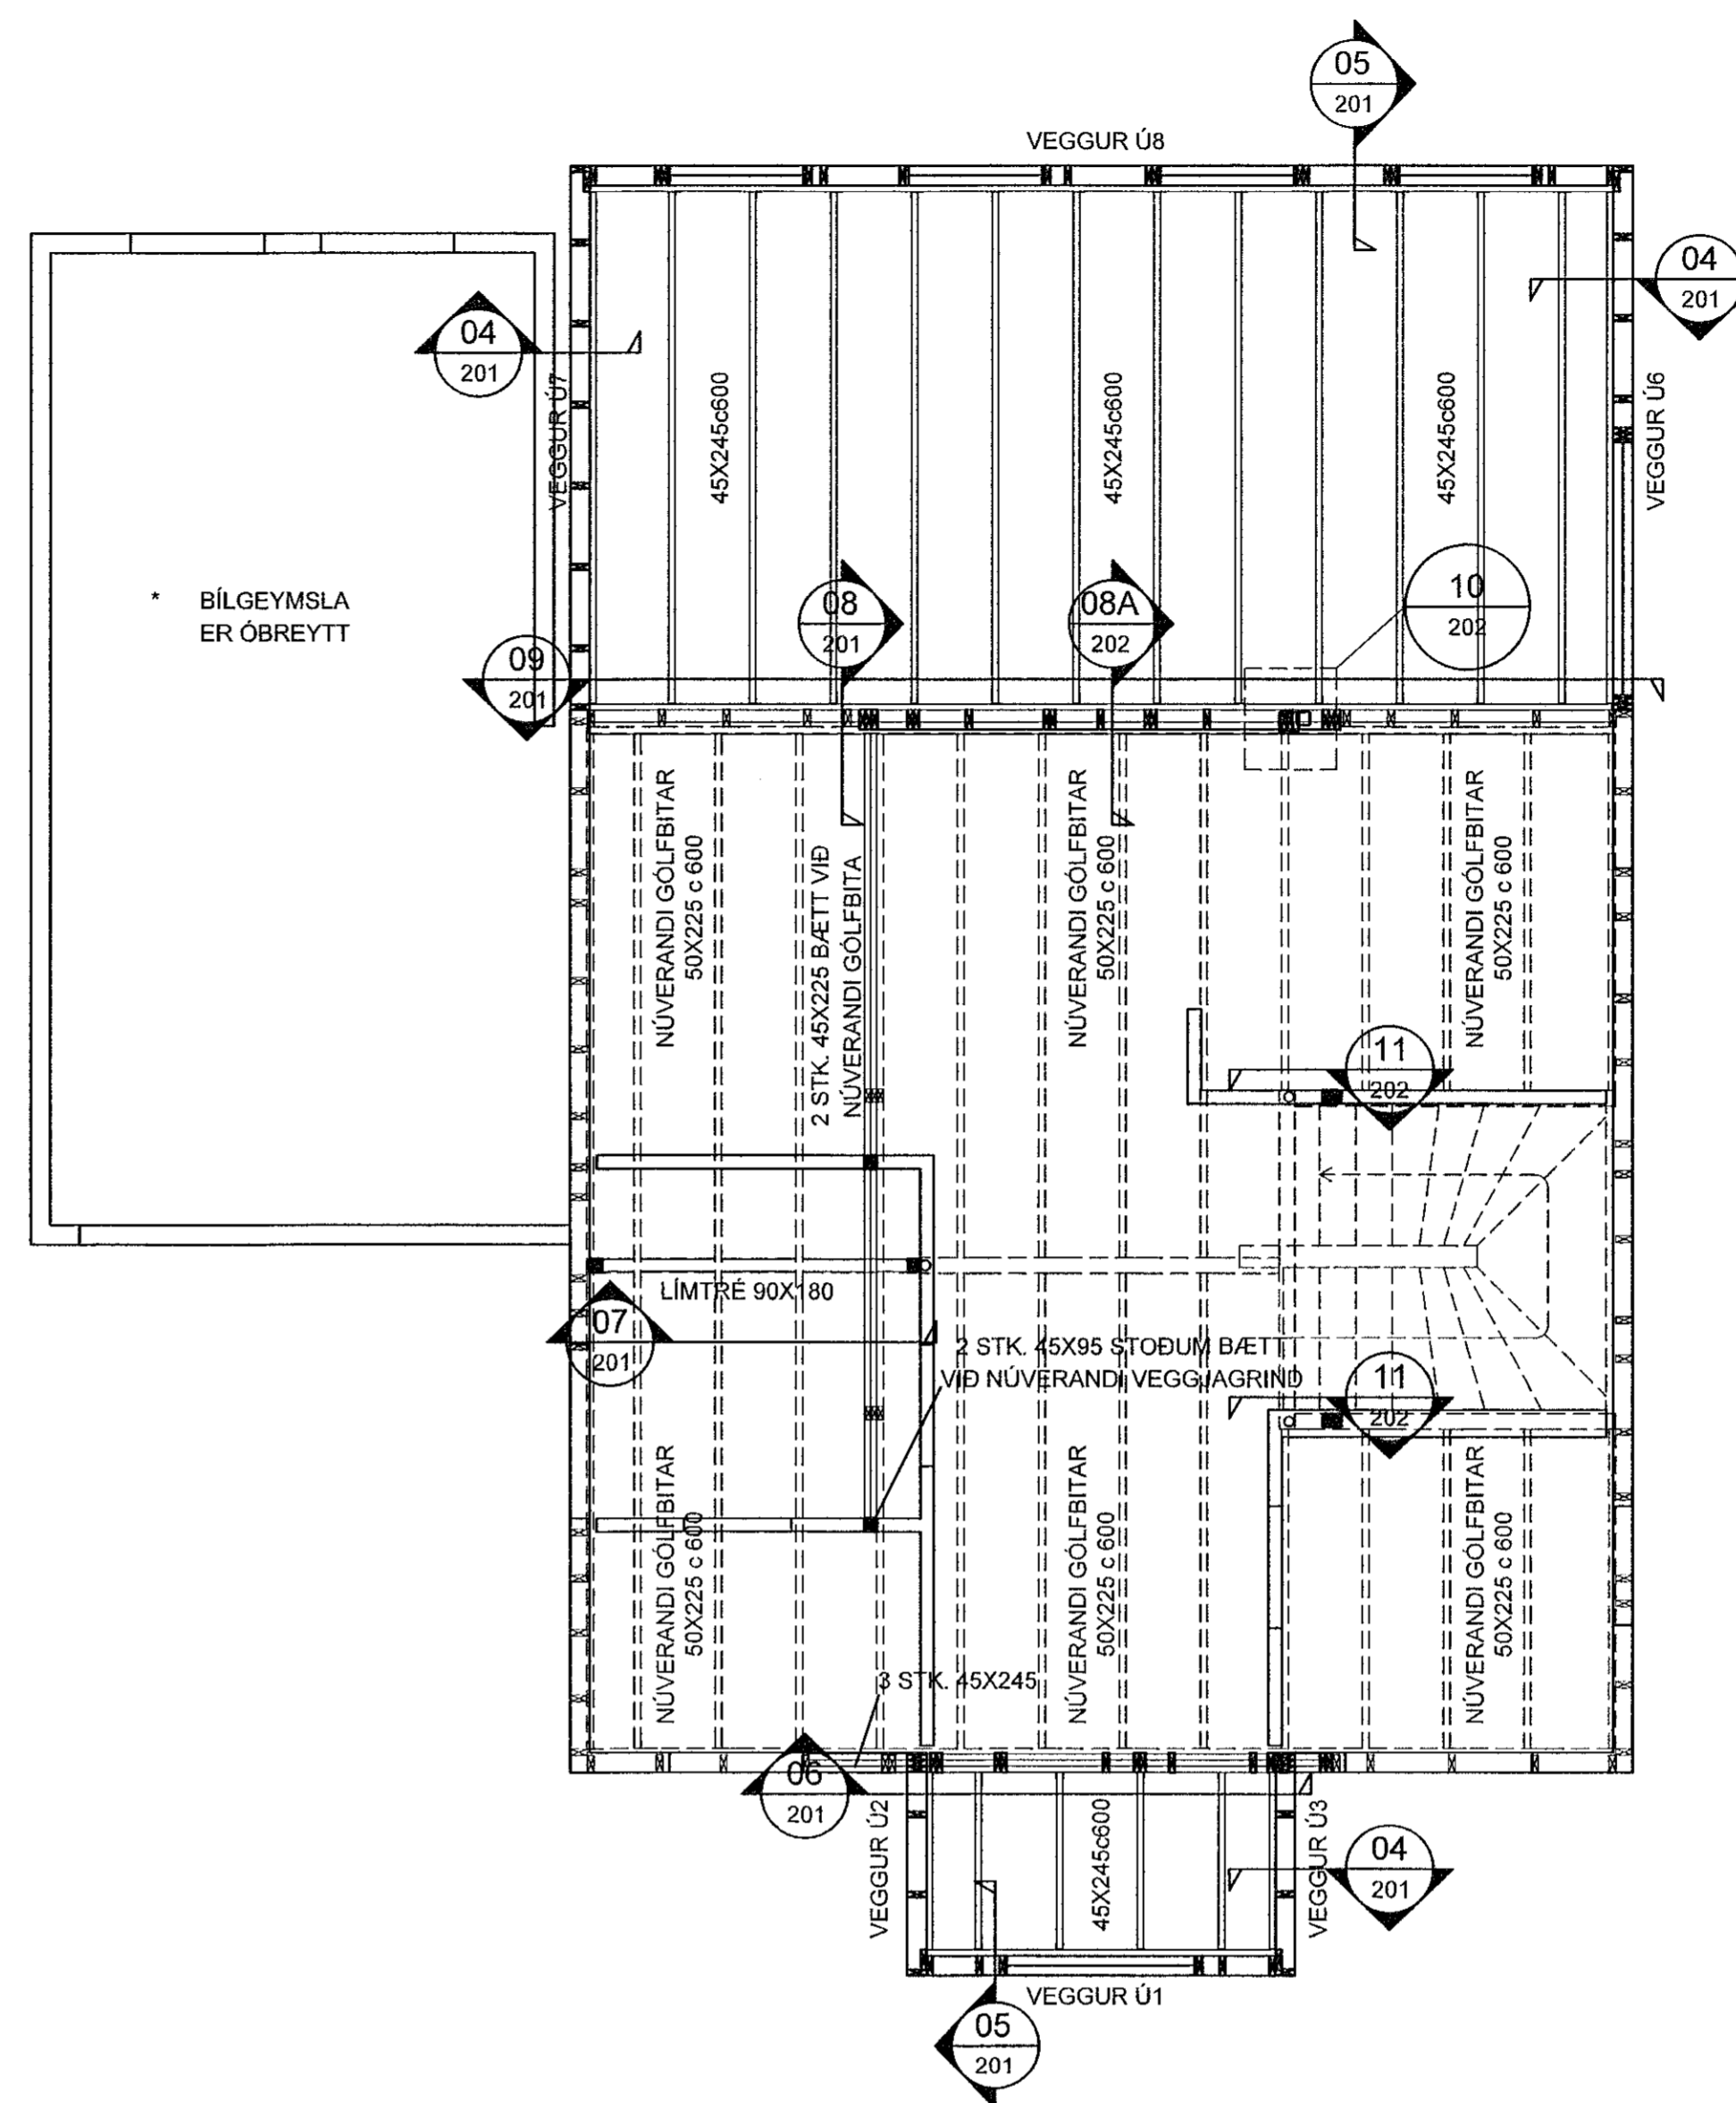 05
201
VEGGUR Ú8
04
201
04
201
VEGGUR Ú7
45X245c600
45X245c600
45X245c600
VEGGUR Ú6
* BÍLGEYMSLA
ER ÓBREYTT
08
201
08A
202
10
202
09
201
NÚVERANDI GÓLFBITAR
50X225 c 600
2 STK. 45X225 BÆTT VIÐ
NÚVERANDI GÓLFBITA
NÚVERANDI GÓLFBITAR
50X225 c 600
NÚVERANDI GÓLFBITAR
50X225 c 600
11
202
LÍMTRÉ 90X180
07
201
2 STK. 45X95 STOÐUM BÆTT
VIÐ NÚVERANDI VEGGJAGRIND
11
202
NÚVERANDI GÓLFBITAR
50X225 c 600
NÚVERANDI GÓLFBITAR
50X225 c 600
NÚVERANDI GÓLFBITAR
50X225 c 600
3 STK. 45X245
06
201
VEGGUR Ú2
45X245c600
VEGGUR Ú3
04
201
VEGGUR Ú1
05
201